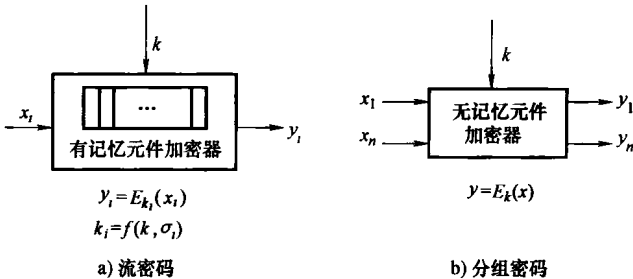 k
x_i
...
有记忆元件加密器
y_i
y_i=E_{k_i}(x_i)
k_i=f(k,σ_i)
a) 流密码
k
x_1
x_n
无记忆元件
加密器
y_1
y_n
y=E_k(x)
b) 分组密码